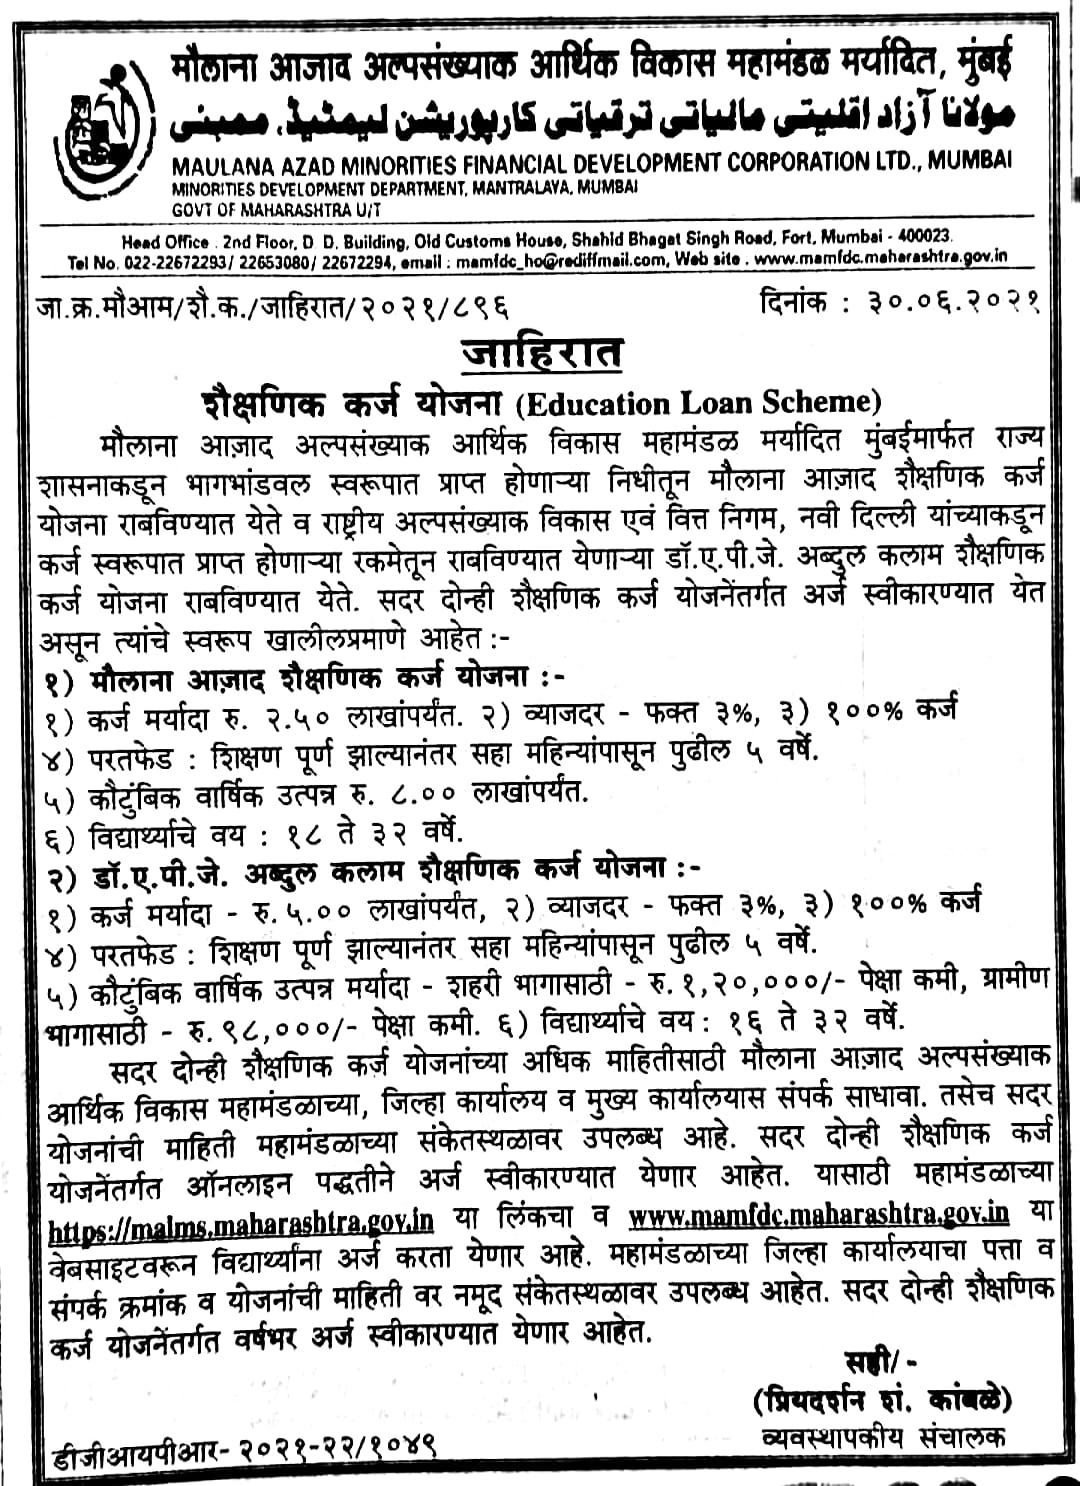 मौलाना आजाद अल्पसंख्याक आर्थिक विकास महामंडळ मर्यादित, मुंबई
مولانا آزاد اقلیتی مالیاتی ترقیاتی کارپوریشن لیمٹیڈ، ممبئی
MAULANA AZAD MINORITIES FINANCIAL DEVELOPMENT CORPORATION LTD., MUMBAI
MINORITIES DEVELOPMENT DEPARTMENT, MANTRALAYA, MUMBAI
GOVT OF MAHARASHTRA U/T
Head Office . 2nd Floor, D. D. Building, Old Customs House, Shahid Bhagat Singh Road, Fort, Mumbai - 400023.
Tel No. 022-22672293/ 22653080/ 22672294, email : mamfdc_ho@rediffmail.com, Web site . www.mamfdc.maharashtra.gov.in
जा.क्र.मौआम/शै.क./जाहिरात/२०२१/८९६ दिनांक : ३०.०६.२०२१
जाहिरात
शैक्षणिक कर्ज योजना (Education Loan Scheme)
मौलाना आज़ाद अल्पसंख्याक आर्थिक विकास महामंडळ मर्यादित मुंबईमार्फत राज्य
शासनाकडून भागभांडवल स्वरूपात प्राप्त होणाऱ्या निधीतून मौलाना आज़ाद शैक्षणिक कर्ज
योजना राबविण्यात येते व राष्ट्रीय अल्पसंख्याक विकास एवं वित्त निगम, नवी दिल्ली यांच्याकडून
कर्ज स्वरूपात प्राप्त होणाऱ्या रकमेतून राबविण्यात येणाऱ्या डॉ.ए.पी.जे. अब्दुल कलाम शैक्षणिक
कर्ज योजना राबविण्यात येते. सदर दोन्ही शैक्षणिक कर्ज योजनेंतर्गत अर्ज स्वीकारण्यात येत
असून त्यांचे स्वरूप खालीलप्रमाणे आहेत :-
१) मौलाना आज़ाद शैक्षणिक कर्ज योजना :-
१) कर्ज मर्यादा रु. २.५० लाखांपर्यंत. २) व्याजदर - फक्त ३%, ३) १००% कर्ज
४) परतफेड : शिक्षण पूर्ण झाल्यानंतर सहा महिन्यांपासून पुढील ५ वर्षे.
५) कौटुंबिक वार्षिक उत्पन्न रु. ८.०० लाखांपर्यंत.
६) विद्यार्थ्याचे वय : १८ ते ३२ वर्षे.
२) डॉ.ए.पी.जे. अब्दुल कलाम शैक्षणिक कर्ज योजना :-
१) कर्ज मर्यादा - रु.५.०० लाखांपर्यंत, २) व्याजदर - फक्त ३%, ३) १००% कर्ज
४) परतफेड : शिक्षण पूर्ण झाल्यानंतर सहा महिन्यांपासून पुढील ५ वर्षे.
५) कौटुंबिक वार्षिक उत्पन्न मर्यादा - शहरी भागासाठी - रु.१,२०,०००/- पेक्षा कमी, ग्रामीण
भागासाठी - रु.९८,०००/- पेक्षा कमी. ६) विद्यार्थ्याचे वय : १६ ते ३२ वर्षे.
सदर दोन्ही शैक्षणिक कर्ज योजनांच्या अधिक माहितीसाठी मौलाना आज़ाद अल्पसंख्याक
आर्थिक विकास महामंडळाच्या, जिल्हा कार्यालय व मुख्य कार्यालयास संपर्क साधावा. तसेच सदर
योजनांची माहिती महामंडळाच्या संकेतस्थळावर उपलब्ध आहे. सदर दोन्ही शैक्षणिक कर्ज
योजनेंतर्गत ऑनलाइन पद्धतीने अर्ज स्वीकारण्यात येणार आहेत. यासाठी महामंडळाच्या
https://malms.maharashtra.gov.in या लिंकचा व www.mamfdc.maharashtra.gov.in या
वेबसाइटवरून विद्यार्थ्यांना अर्ज करता येणार आहे. महामंडळाच्या जिल्हा कार्यालयाचा पत्ता व
संपर्क क्रमांक व योजनांची माहिती वर नमूद संकेतस्थळावर उपलब्ध आहेत. सदर दोन्ही शैक्षणिक
कर्ज योजनेंतर्गत वर्षभर अर्ज स्वीकारण्यात येणार आहेत.
सही/-
(प्रियदर्शन शं. कांबळे)
व्यवस्थापकीय संचालक
डीजीआयपीआर- २०२१-२२/१०४९